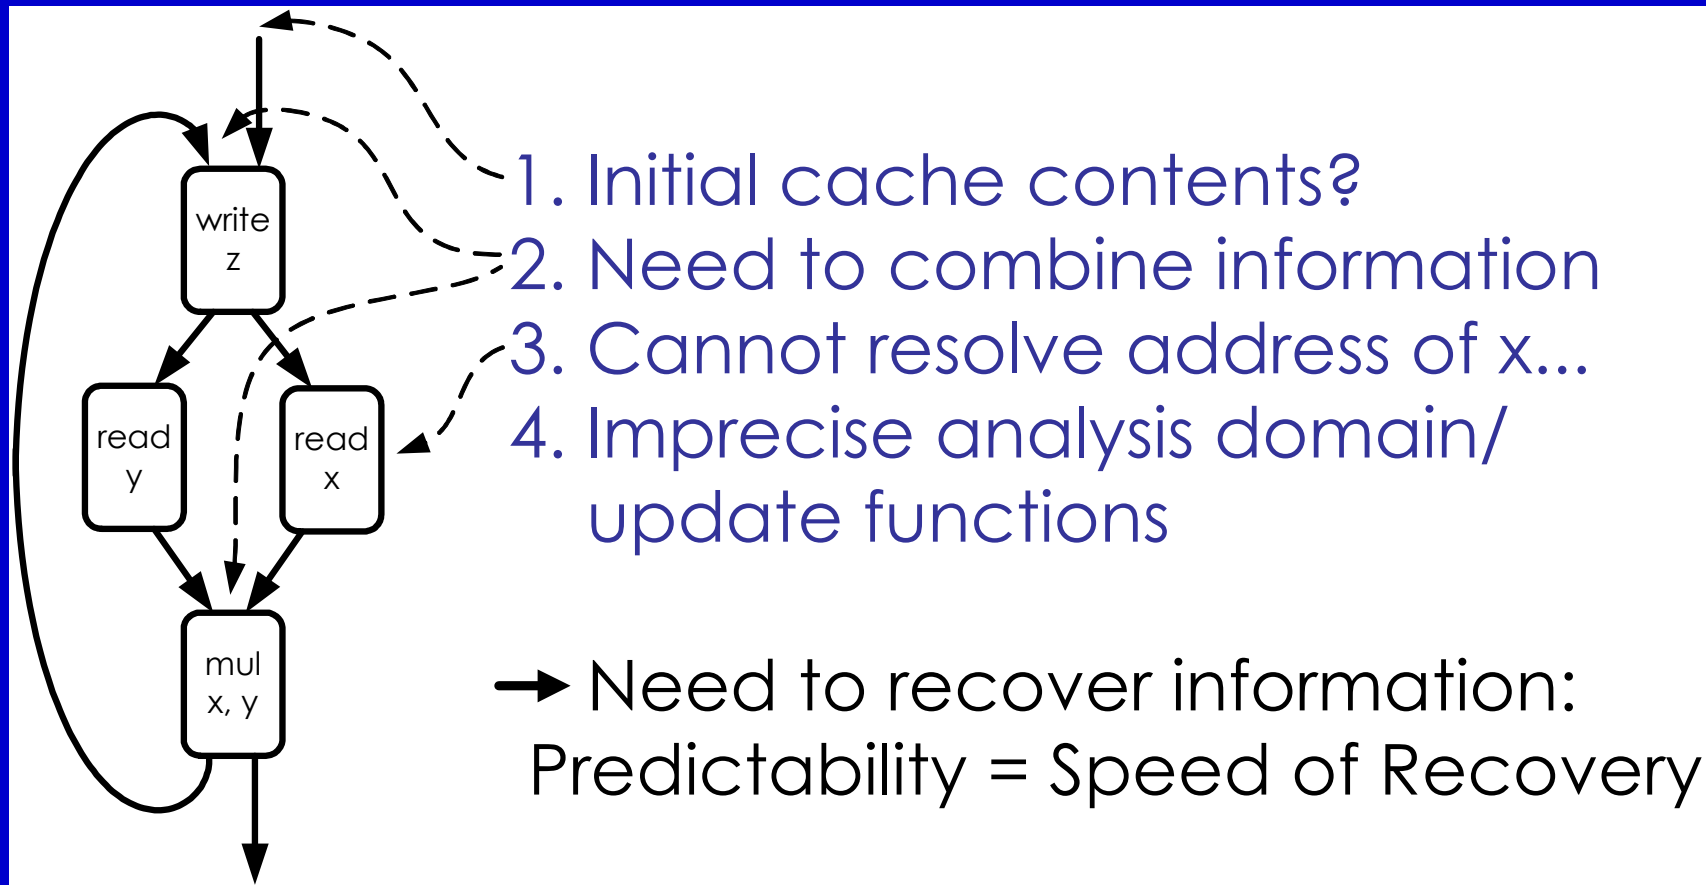 write
z
read
y
read
x
mul
x, y
1. Initial cache contents?
2. Need to combine information
3. Cannot resolve address of x...
4. Imprecise analysis domain/
update functions
Need to recover information:
Predictability = Speed of Recovery